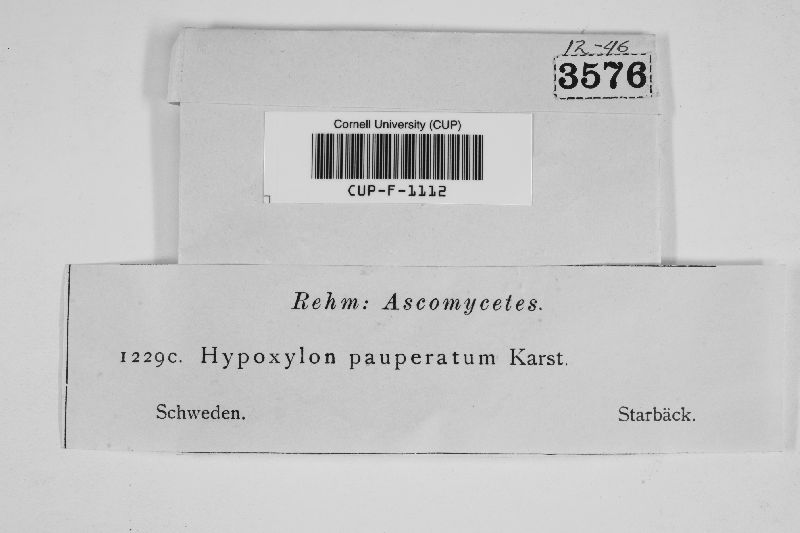 12-46
3576
Cornell University (CUP)
CUP-F-1112
Rehm: Ascomycetes.
1229c. Hypoxylon pauperatum Karst.
Schweden. Starbäck.